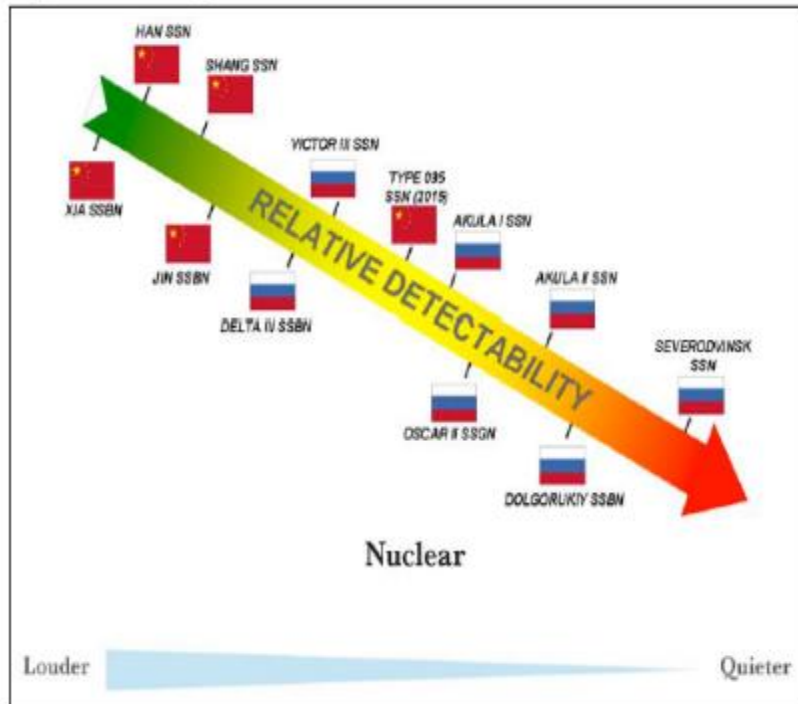 HAN SSN
SHANG SSN
XIA SSBN
VICTOR III SSN
TYPE 095
SSN (2015)
JIN SSBN
AKULA I SSN
RELATIVE DETECTABILITY
DELTA IV SSBN
AKULA II SSN
SEVERODVINSK
SSN
OSCAR II SSGN
DOLGORUKIY SSBN
Nuclear
Louder
Quieter